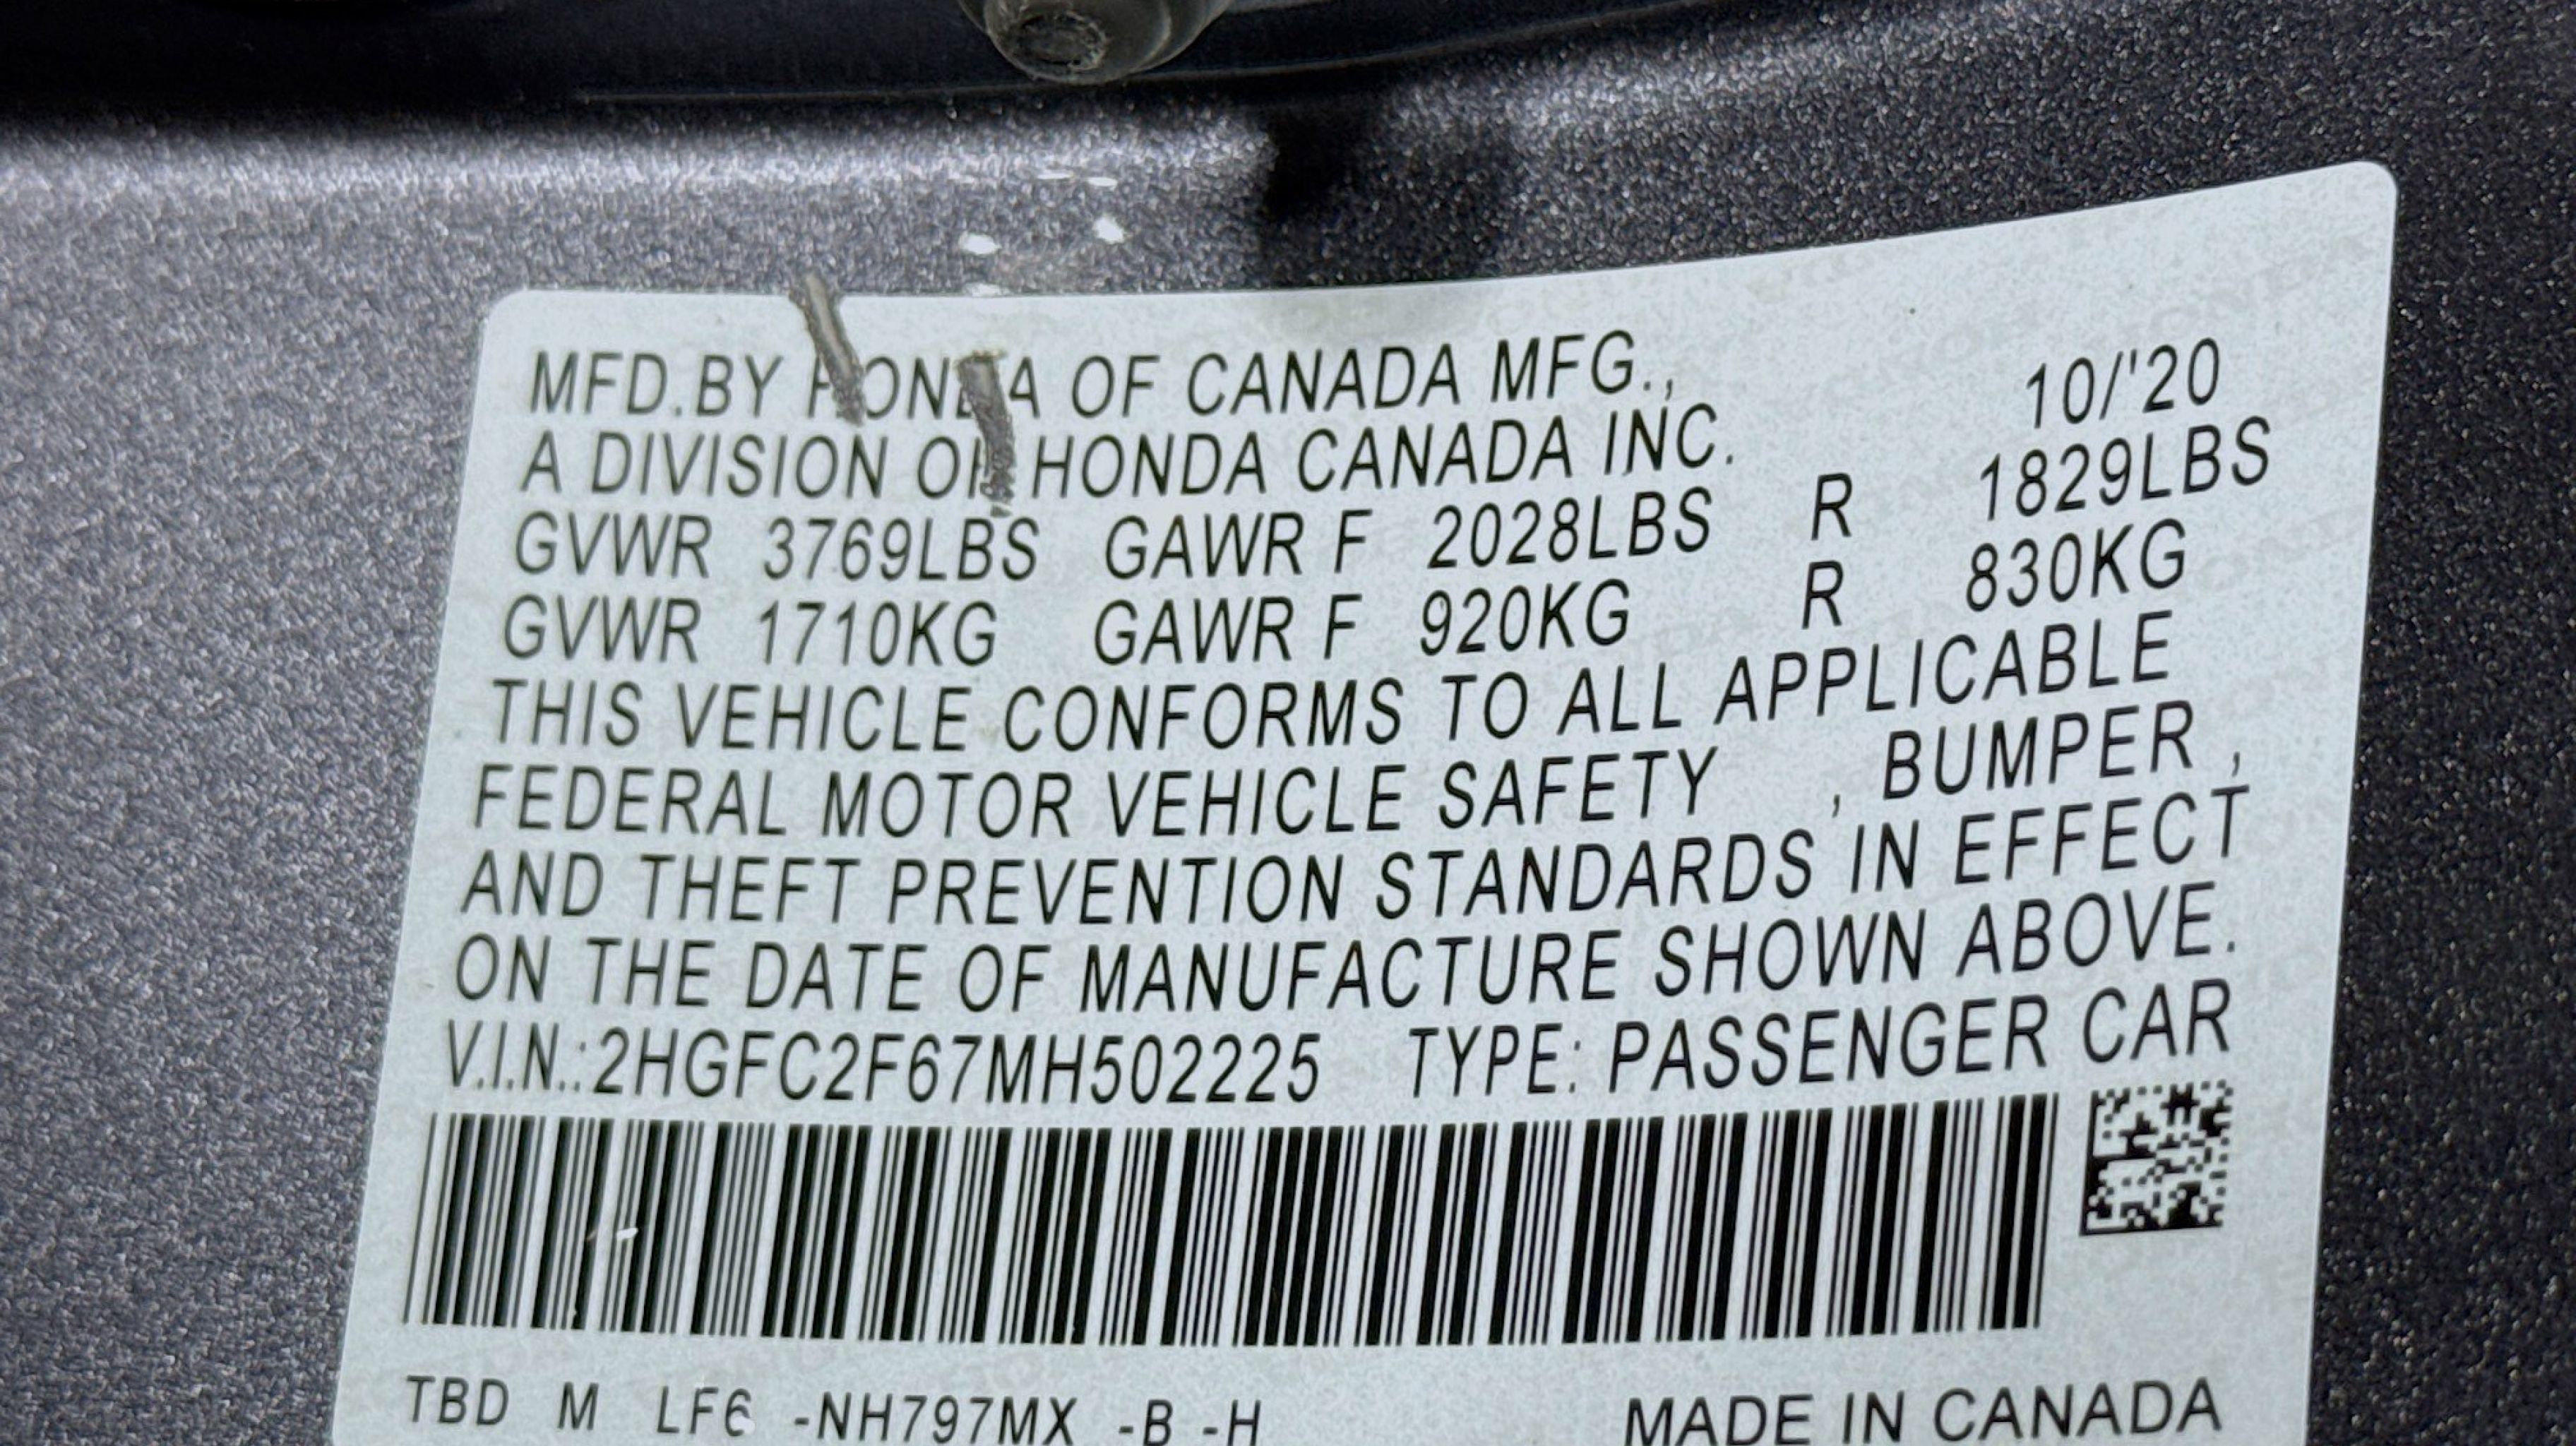 MFD.BY HONDA OF CANADA MFG., 10/'20
A DIVISION OF HONDA CANADA INC.
GVWR 3769LBS GAWR F 2028LBS R 1829LBS
GVWR 1710KG GAWR F 920KG R 830KG
THIS VEHICLE CONFORMS TO ALL APPLICABLE
FEDERAL MOTOR VEHICLE SAFETY , BUMPER ,
AND THEFT PREVENTION STANDARDS IN EFFECT
ON THE DATE OF MANUFACTURE SHOWN ABOVE.
V.I.N.:2HGFC2F67MH502225 TYPE: PASSENGER CAR
TBD M LF6 -NH797MX -B -H MADE IN CANADA